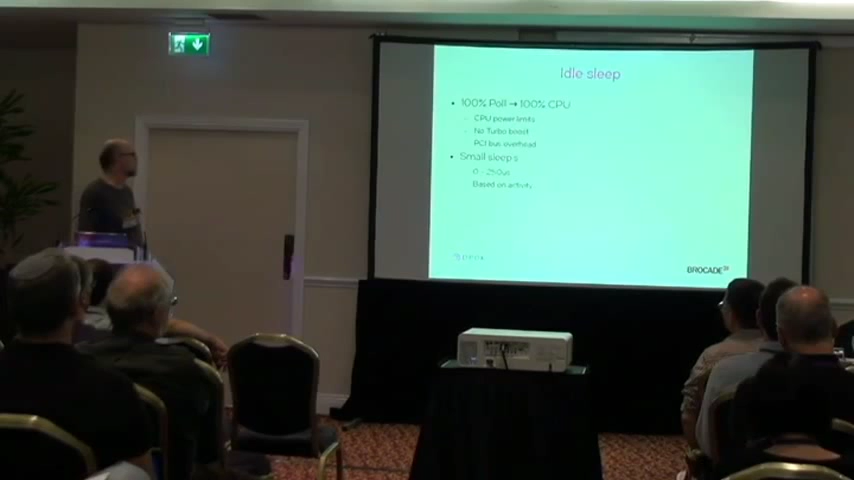 Idle sleep
• 100% Poll → 100% CPU
- CPU power limits
- No Turbo boost
PCI bus overhead
• Small sleeps
0 - 250us
Based on activity
BROCADE